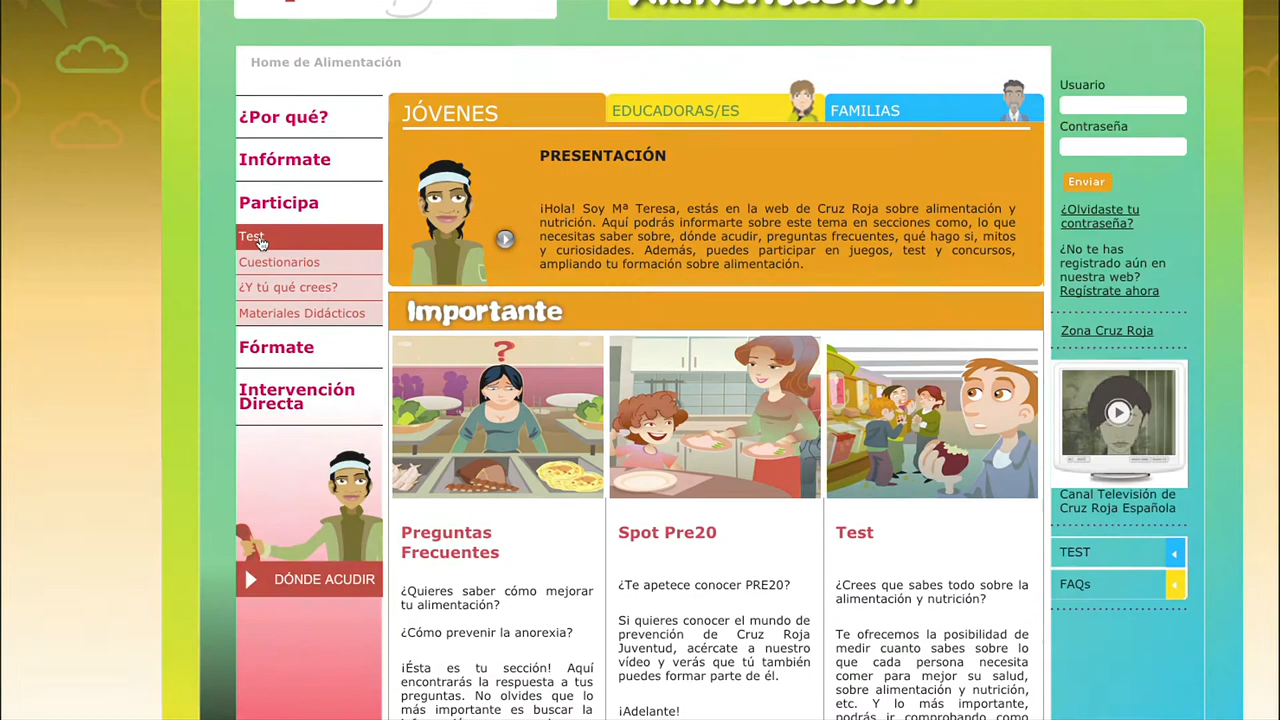 Alimentación
Home de Alimentación
¿Por qué?
Infórmate
Participa
Test
Cuestionarios
¿Y tú qué crees?
Materiales Didácticos
Fórmate
Intervención
Directa
DÓNDE ACUDIR
JÓVENES
EDUCADORAS/ES
FAMILIAS
PRESENTACIÓN
¡Hola! Soy Mª Teresa, estás en la web de Cruz Roja sobre alimentación y
nutrición. Aquí podrás informarte sobre este tema en secciones como, lo que
necesitas saber sobre, dónde acudir, preguntas frecuentes, qué hago si, mitos
y curiosidades. Además, puedes participar en juegos, test y concursos,
ampliando tu formación sobre alimentación.
Importante
?
Preguntas
Frecuentes
¿Quieres saber cómo mejorar
tu alimentación?
¿Cómo prevenir la anorexia?
¡Ésta es tu sección! Aquí
encontrarás la respuesta a tus
preguntas. No olvides que lo
más importante es buscar la
Spot Pre20
¿Te apetece conocer PRE20?
Si quieres conocer el mundo de
prevención de Cruz Roja
Juventud, acércate a nuestro
vídeo y verás que tú también
puedes formar parte de él.
¡Adelante!
Test
¿Crees que sabes todo sobre la
alimentación y nutrición?
Te ofrecemos la posibilidad de
medir cuanto sabes sobre lo
que cada persona necesita
comer para mejor su salud,
sobre alimentación y nutrición,
etc. Y lo más importante,
podrás ir comprobando como
Usuario
Contraseña
Enviar
¿Olvidaste tu
contraseña?
¿No te has
registrado aún en
nuestra web?
Regístrate ahora
Zona Cruz Roja
Canal Televisión de
Cruz Roja Española
TEST
FAQs